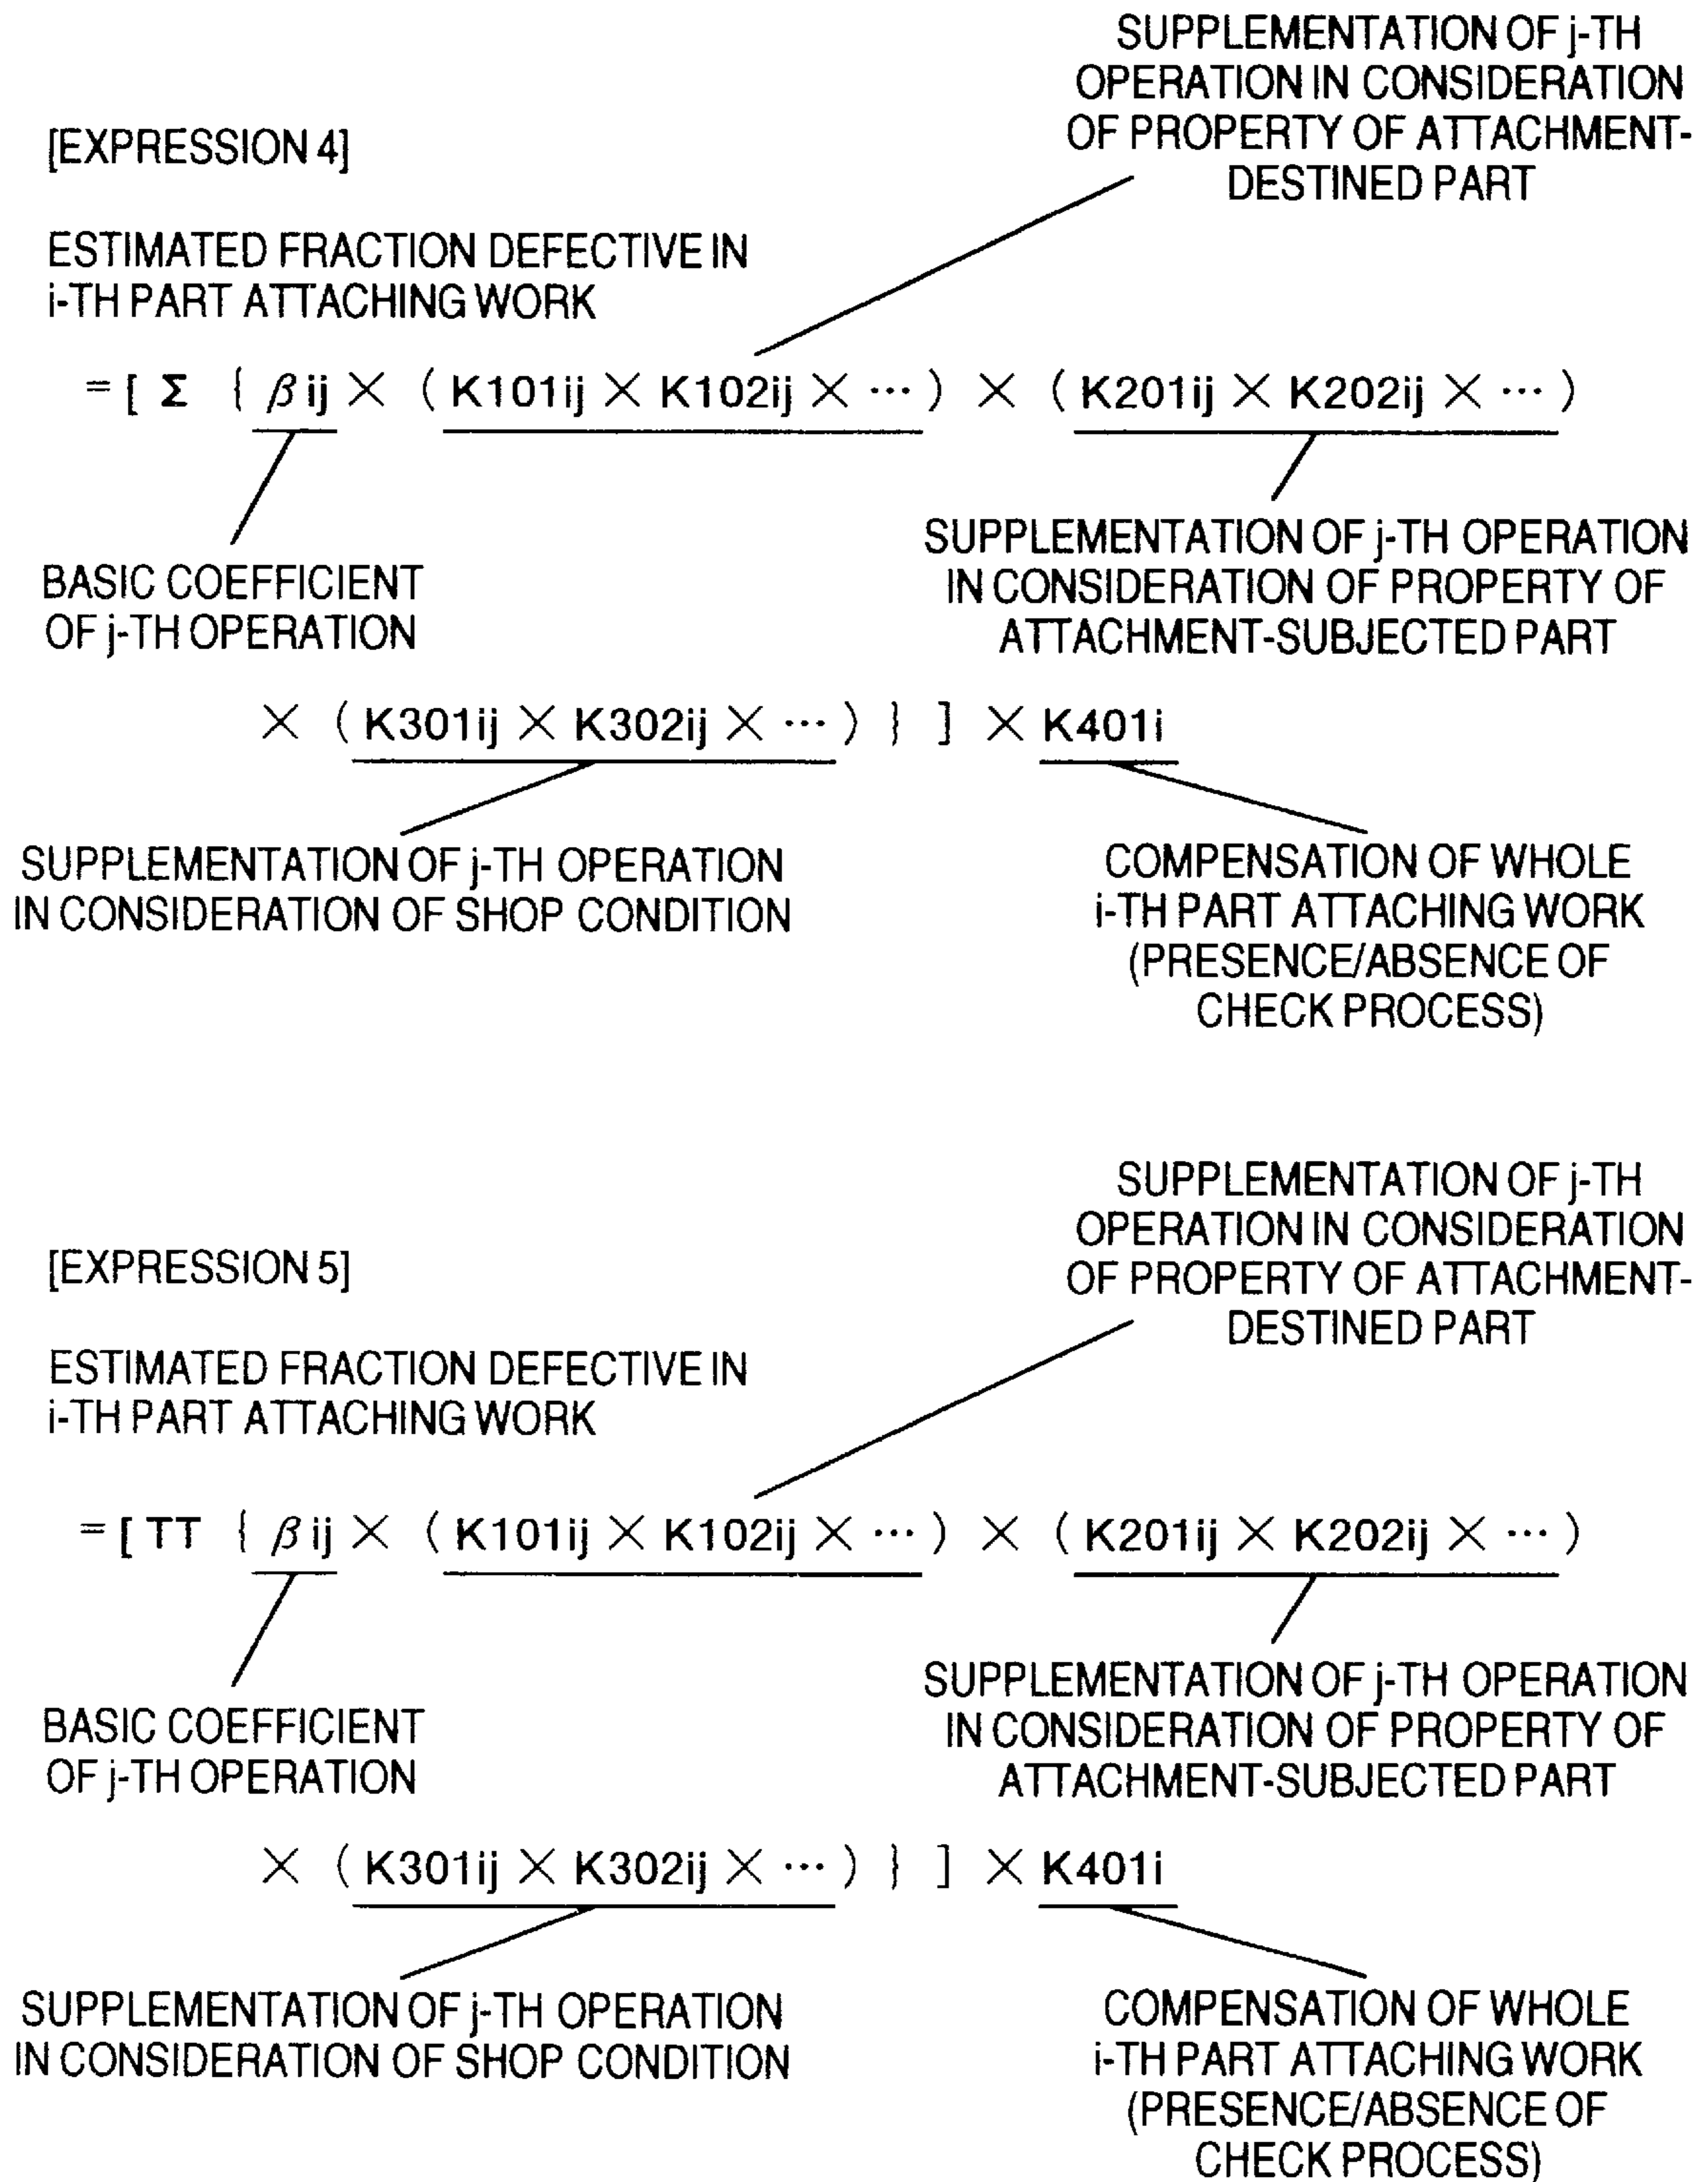 SUPPLEMENTATION OF j-TH
OPERATION IN CONSIDERATION
OF PROPERTY OF ATTACHMENT-
DESTINED PART
[EXPRESSION 4]
ESTIMATED FRACTION DEFECTIVE IN
i-TH PART ATTACHING WORK
= [ Σ { βij × ( K101ij × K102ij × ··· ) × ( K201ij × K202ij × ··· )
BASIC COEFFICIENT
OF j-TH OPERATION
SUPPLEMENTATION OF j-TH OPERATION
IN CONSIDERATION OF PROPERTY OF
ATTACHMENT-SUBJECTED PART
× ( K301ij × K302ij × ··· ) } ] × K401i
SUPPLEMENTATION OF j-TH OPERATION
IN CONSIDERATION OF SHOP CONDITION
COMPENSATION OF WHOLE
i-TH PART ATTACHING WORK
(PRESENCE/ABSENCE OF
CHECK PROCESS)
SUPPLEMENTATION OF j-TH
OPERATION IN CONSIDERATION
OF PROPERTY OF ATTACHMENT-
DESTINED PART
[EXPRESSION 5]
ESTIMATED FRACTION DEFECTIVE IN
i-TH PART ATTACHING WORK
= [ TT { βij × ( K101ij × K102ij × ··· ) × ( K201ij × K202ij × ··· )
BASIC COEFFICIENT
OF j-TH OPERATION
SUPPLEMENTATION OF j-TH OPERATION
IN CONSIDERATION OF PROPERTY OF
ATTACHMENT-SUBJECTED PART
× ( K301ij × K302ij × ··· ) } ] × K401i
SUPPLEMENTATION OF j-TH OPERATION
IN CONSIDERATION OF SHOP CONDITION
COMPENSATION OF WHOLE
i-TH PART ATTACHING WORK
(PRESENCE/ABSENCE OF
CHECK PROCESS)